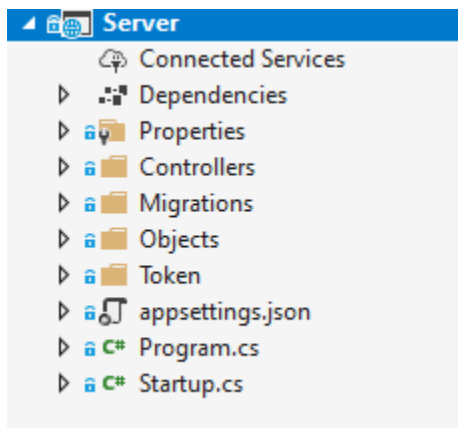 Server
Connected Services
Dependencies
Properties
Controllers
Migrations
Objects
Token
appsettings.json
C# Program.cs
C# Startup.cs